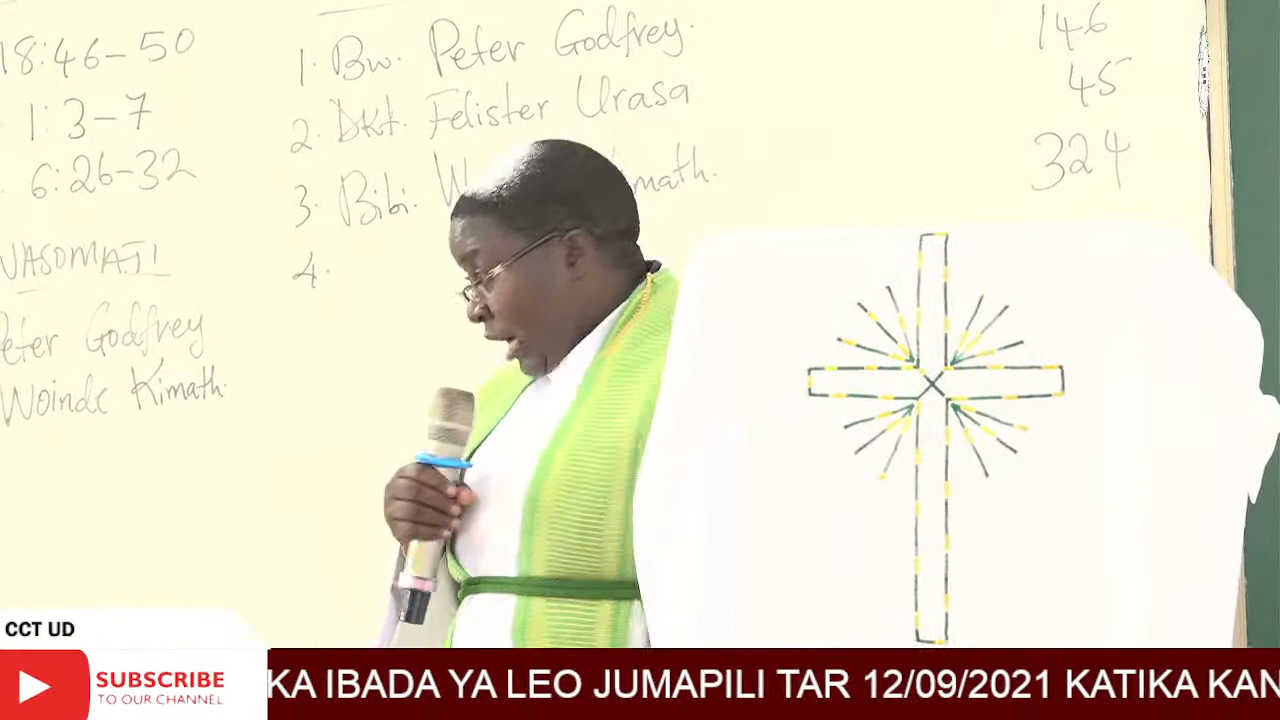 18:46-50
1:3-7
6:26-32
WASOMAJI
Peter Godfrey
Woinde Kimath.
1. Bw. Peter Godfrey.
2. Dkt. Felister Urasa
3. Bibi. W math.
4.
146
45
324
CCT UD
SUBSCRIBE
TO OUR CHANNEL
KA IBADA YA LEO JUMAPILI TAR 12/09/2021 KATIKA KAN